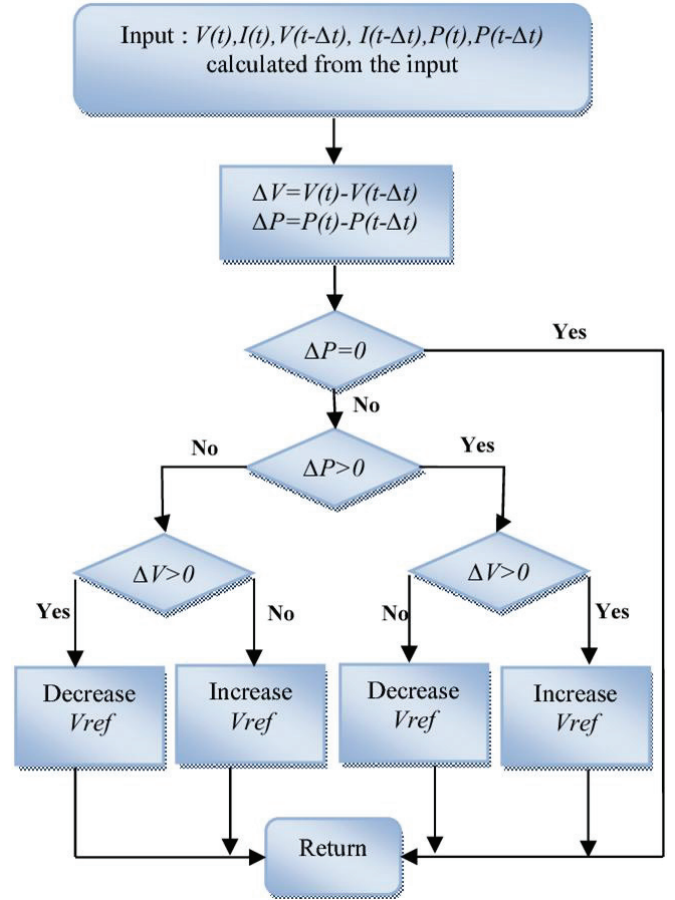 Input : V(t),I(t),V(t-Δt), I(t-Δt),P(t),P(t-Δt)
calculated from the input
ΔV=V(t)-V(t-Δt)
ΔP=P(t)-P(t-Δt)
ΔP=0
Yes
No
ΔP>0
No
Yes
ΔV>0
ΔV>0
Yes
No
No
Yes
Decrease
Vref
Increase
Vref
Decrease
Vref
Increase
Vref
Return